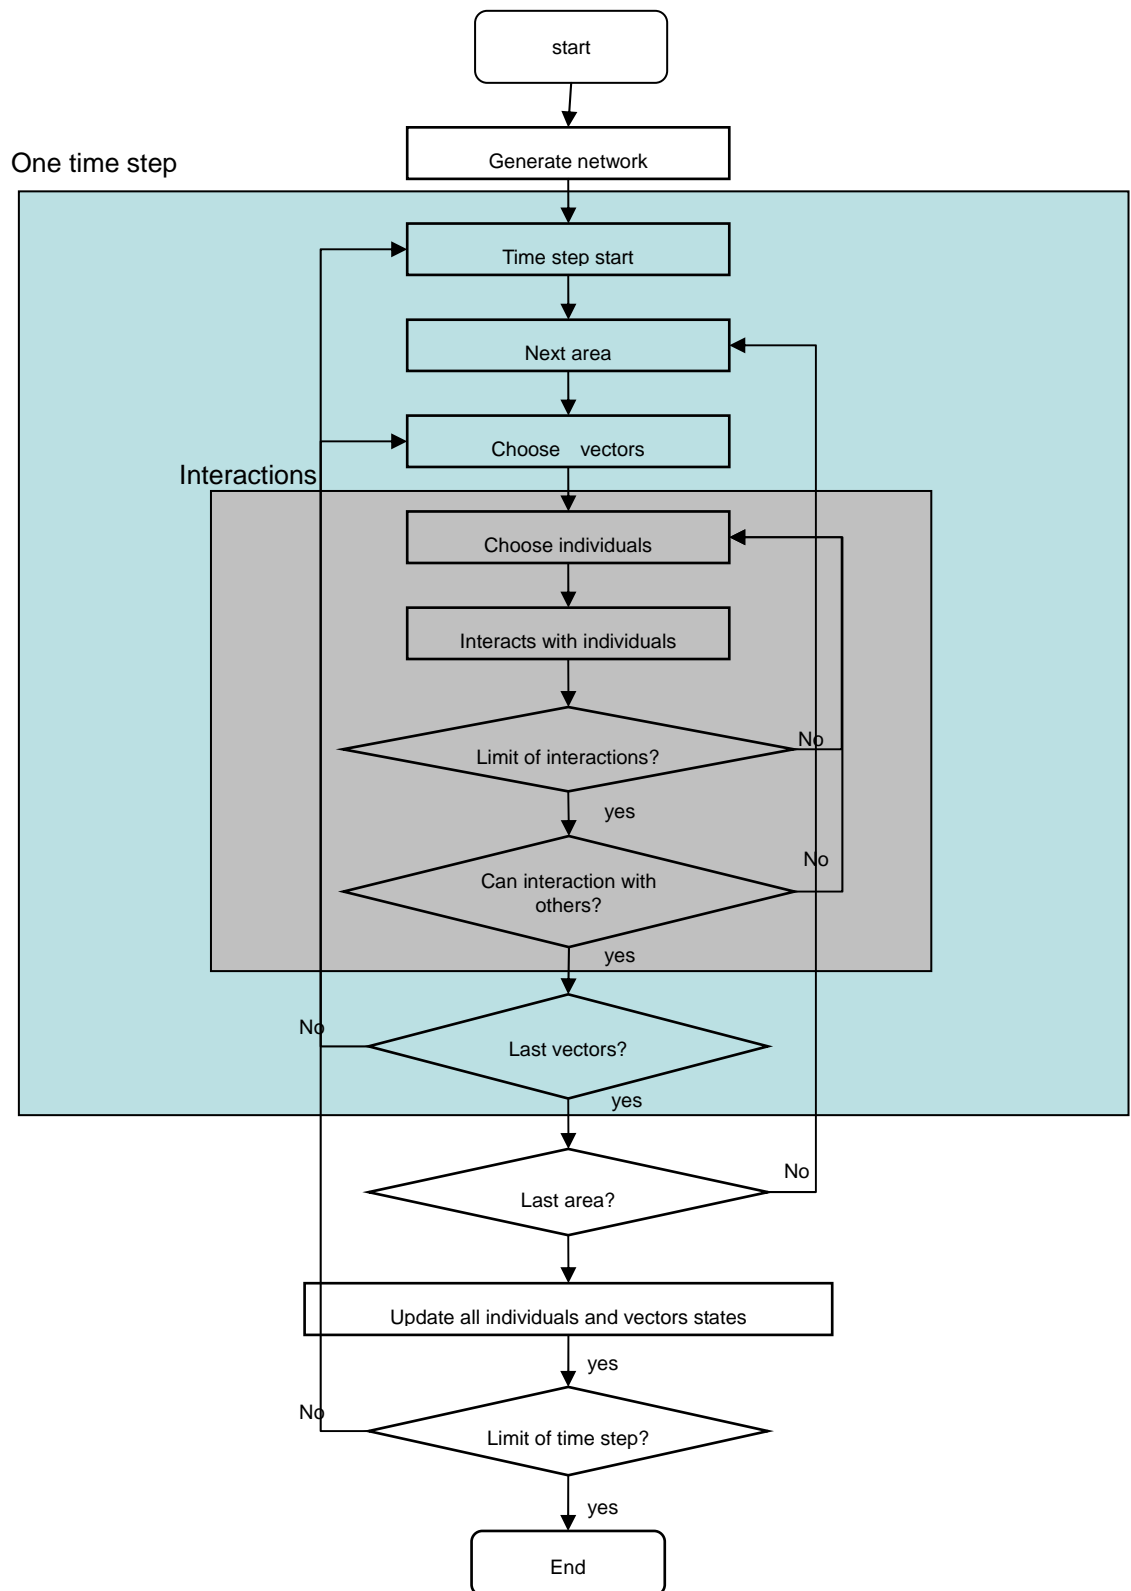 start
Generate network
One time step
Time step start
Next area
Choose vectors
Interactions
Choose individuals
Interacts with individuals
Limit of interactions?
No
yes
Can interaction with
others?
No
yes
Last vectors?
No
yes
Last area?
No
Update all individuals and vectors states
yes
Limit of time step?
No
yes
End